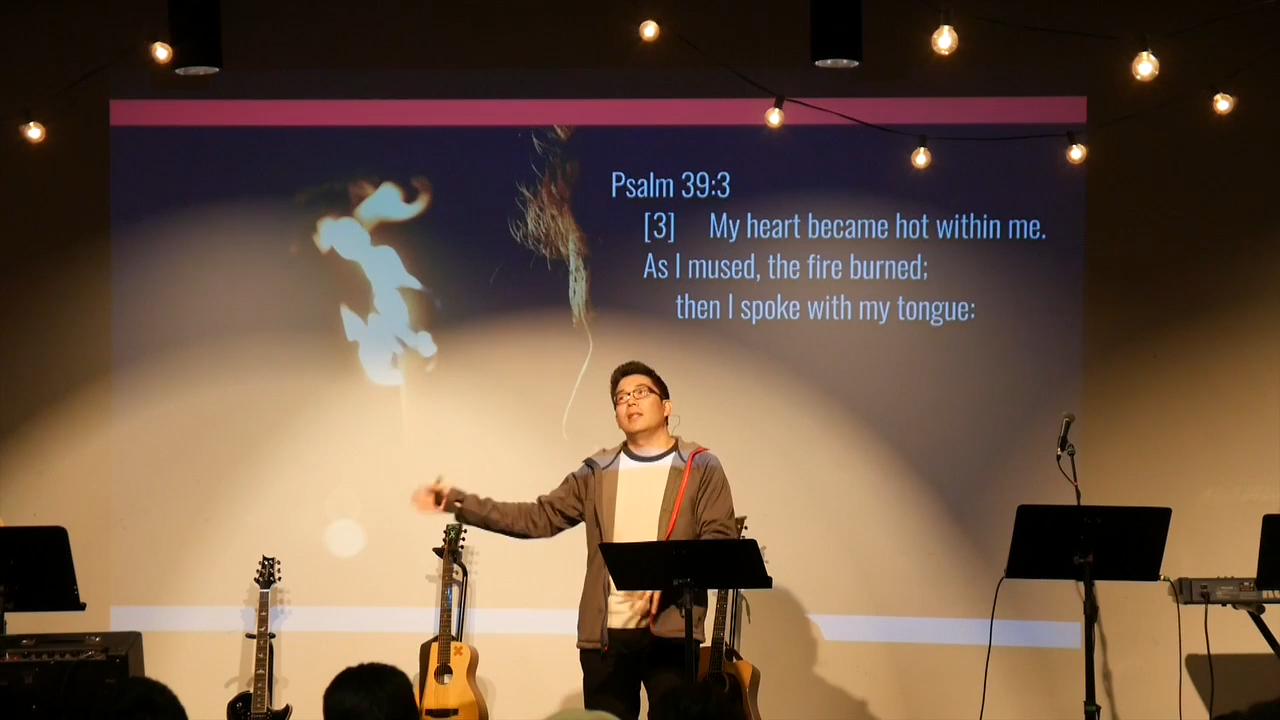 Psalm 39:3
[3] My heart became hot within me.
As I mused, the fire burned;
then I spoke with my tongue: